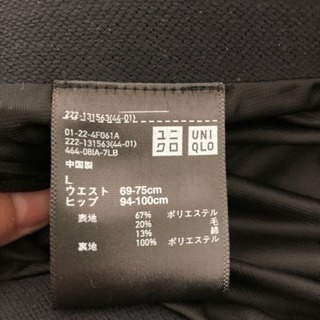 222-131563(44-01)
01-22-4F061A
222-131563(44-01)
464-08IA-7LB
ユニ
クロ
UNI
QLO
中国製
L
ウエスト 69-75cm
ヒップ 94-100cm
表地 67% ポリエステル
20% 毛
13% 綿
裏地 100% ポリエステル